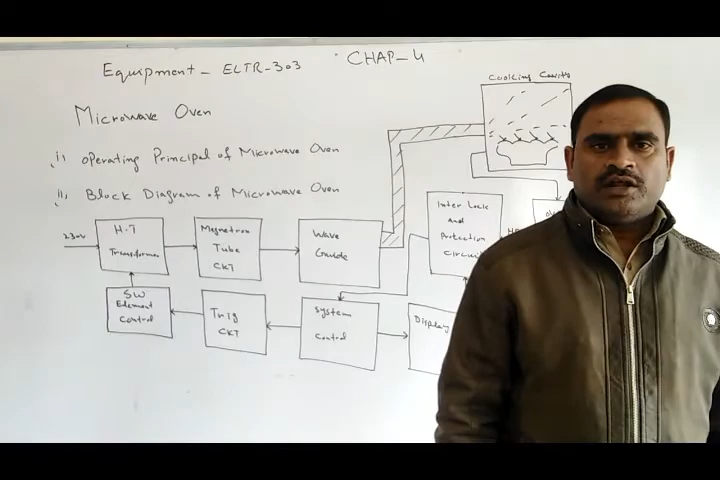 Equipment - ELTR-303
CHAP-4
Microwave Oven
i) Operating Principal of Microwave Oven
ii) Block Diagram of Microwave Oven
Cooking Cavity
230V
H.T
Transformer
Magnetron
Tube
CKT
Wave
Guide
Inter Lock
and
Protection
Circuit
SW
Element
Control
Trig
CKT
System
Control
Display